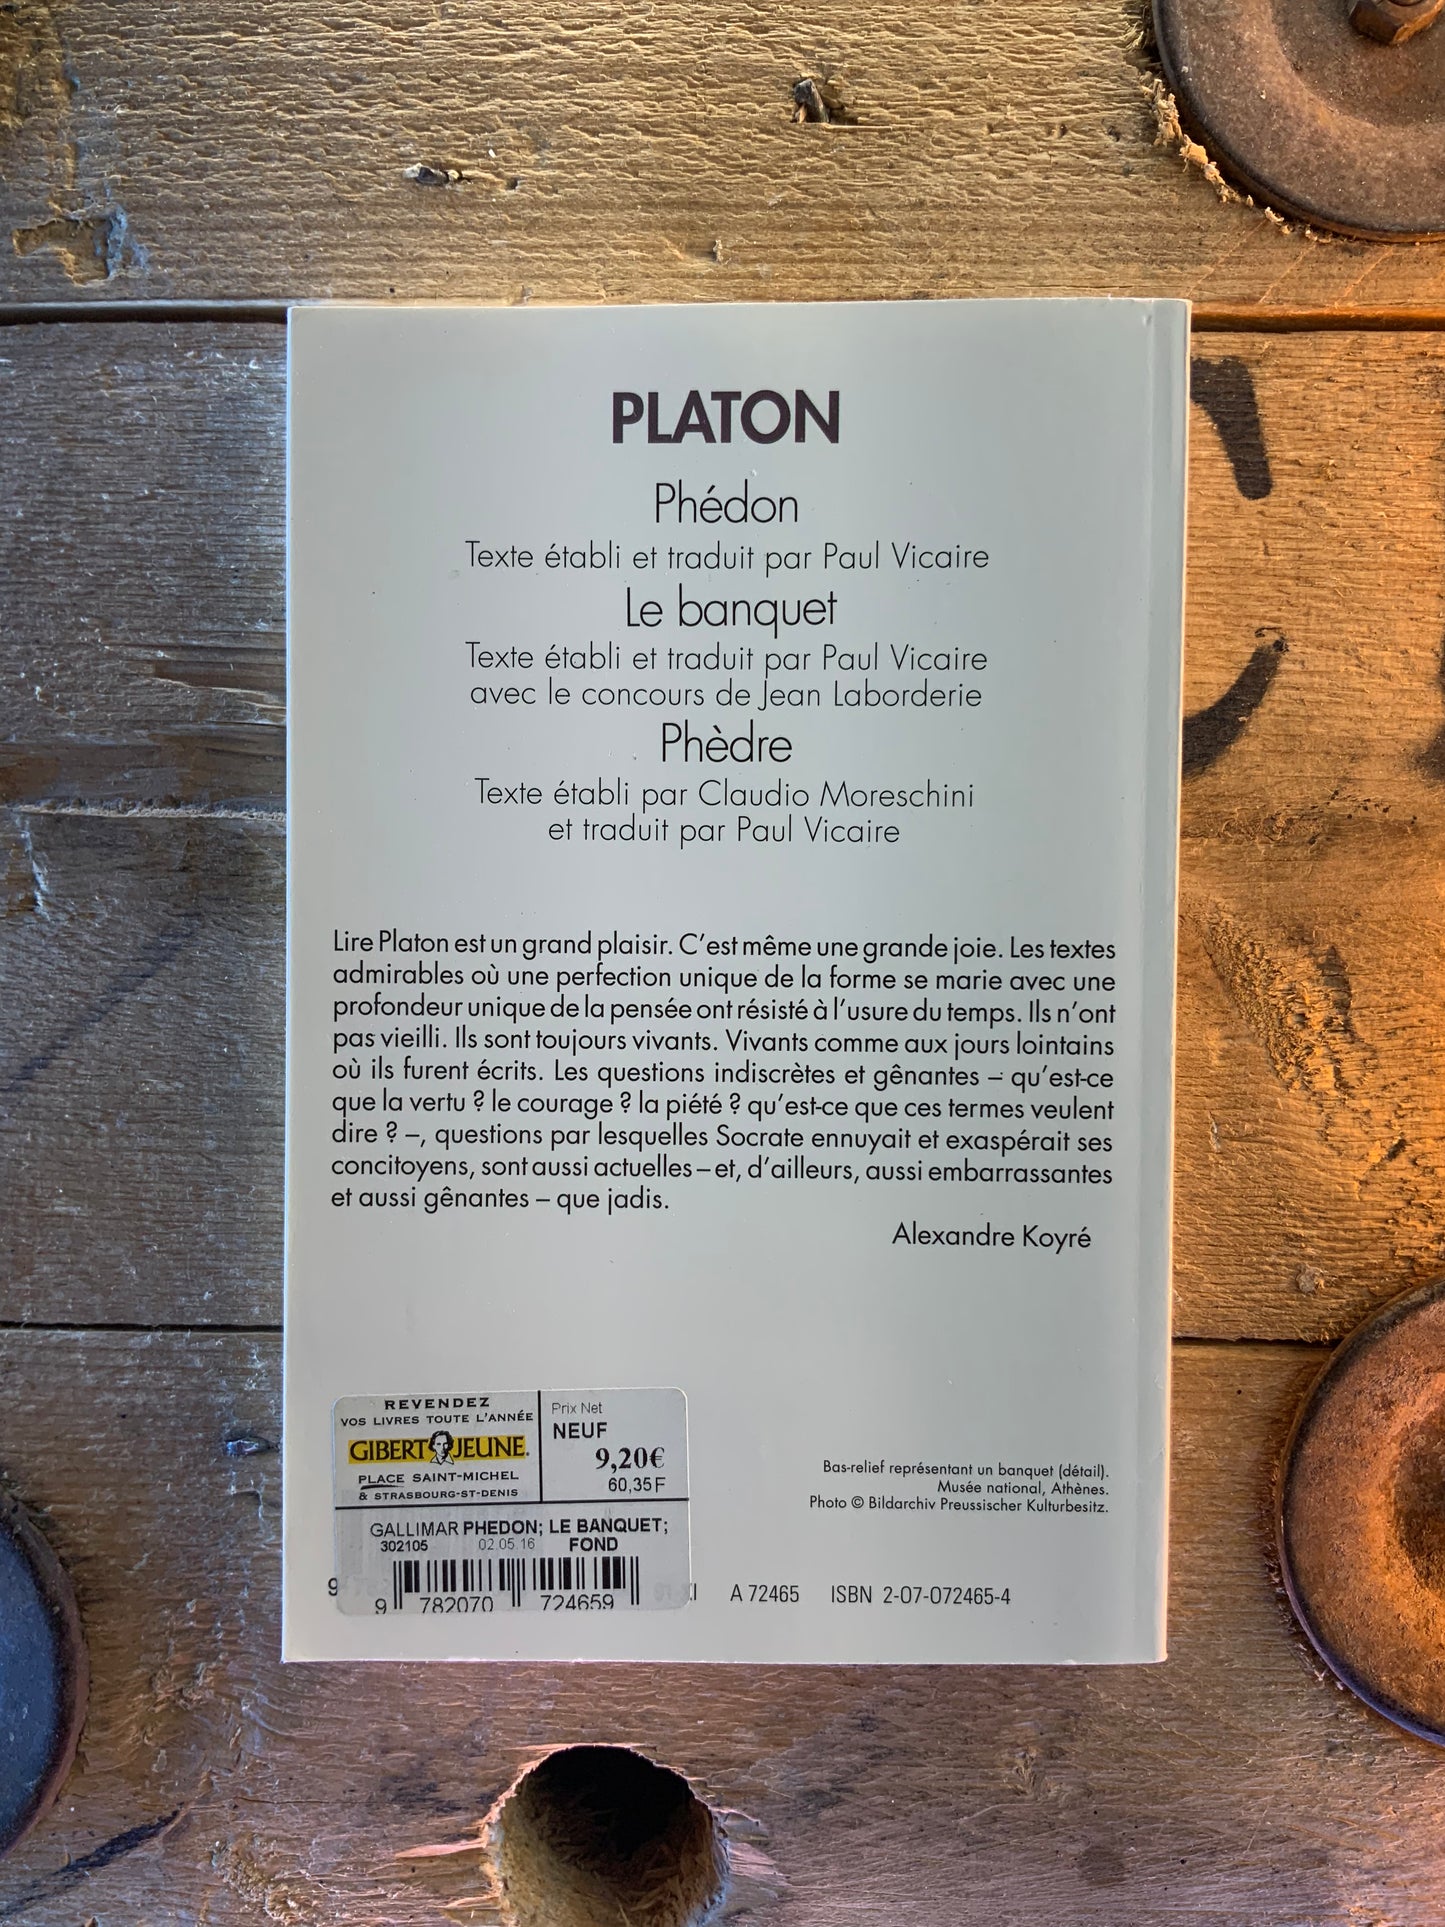 PLATON
Phédon
Texte établi et traduit par Paul Vicaire
Le banquet
Texte établi et traduit par Paul Vicaire
avec le concours de Jean Laborderie
Phèdre
Texte établi par Claudio Moreschini
et traduit par Paul Vicaire
Lire Platon est un grand plaisir. C'est même une grande joie. Les textes
admirables où une perfection unique de la forme se marie avec une
profondeur unique de la pensée ont résisté à l'usure du temps. Ils n'ont
pas vieilli. Ils sont toujours vivants. Vivants comme aux jours lointains
où ils furent écrits. Les questions indiscrètes et gênantes – qu'est-ce
que la vertu ? le courage ? la piété ? qu'est-ce que ces termes veulent
dire ? –, questions par lesquelles Socrate ennuyait et exaspérait ses
concitoyens, sont aussi actuelles – et, d'ailleurs, aussi embarrassantes
et aussi gênantes – que jadis.
Alexandre Koyré
REVENDEZ
VOS LIVRES TOUTE L'ANNÉE
GIBERT JEUNE.
PLACE SAINT-MICHEL
& STRASBOURG-ST-DENIS
Prix Net
NEUF
9,20€
60,35F
GALLIMAR PHEDON; LE BANQUET;
302105 02.05.16 FOND
9 782070 724659
Bas-relief représentant un banquet (détail).
Musée national, Athènes.
Photo © Bildarchiv Preussischer Kulturbesitz.
9
A 72465 ISBN 2-07-072465-4